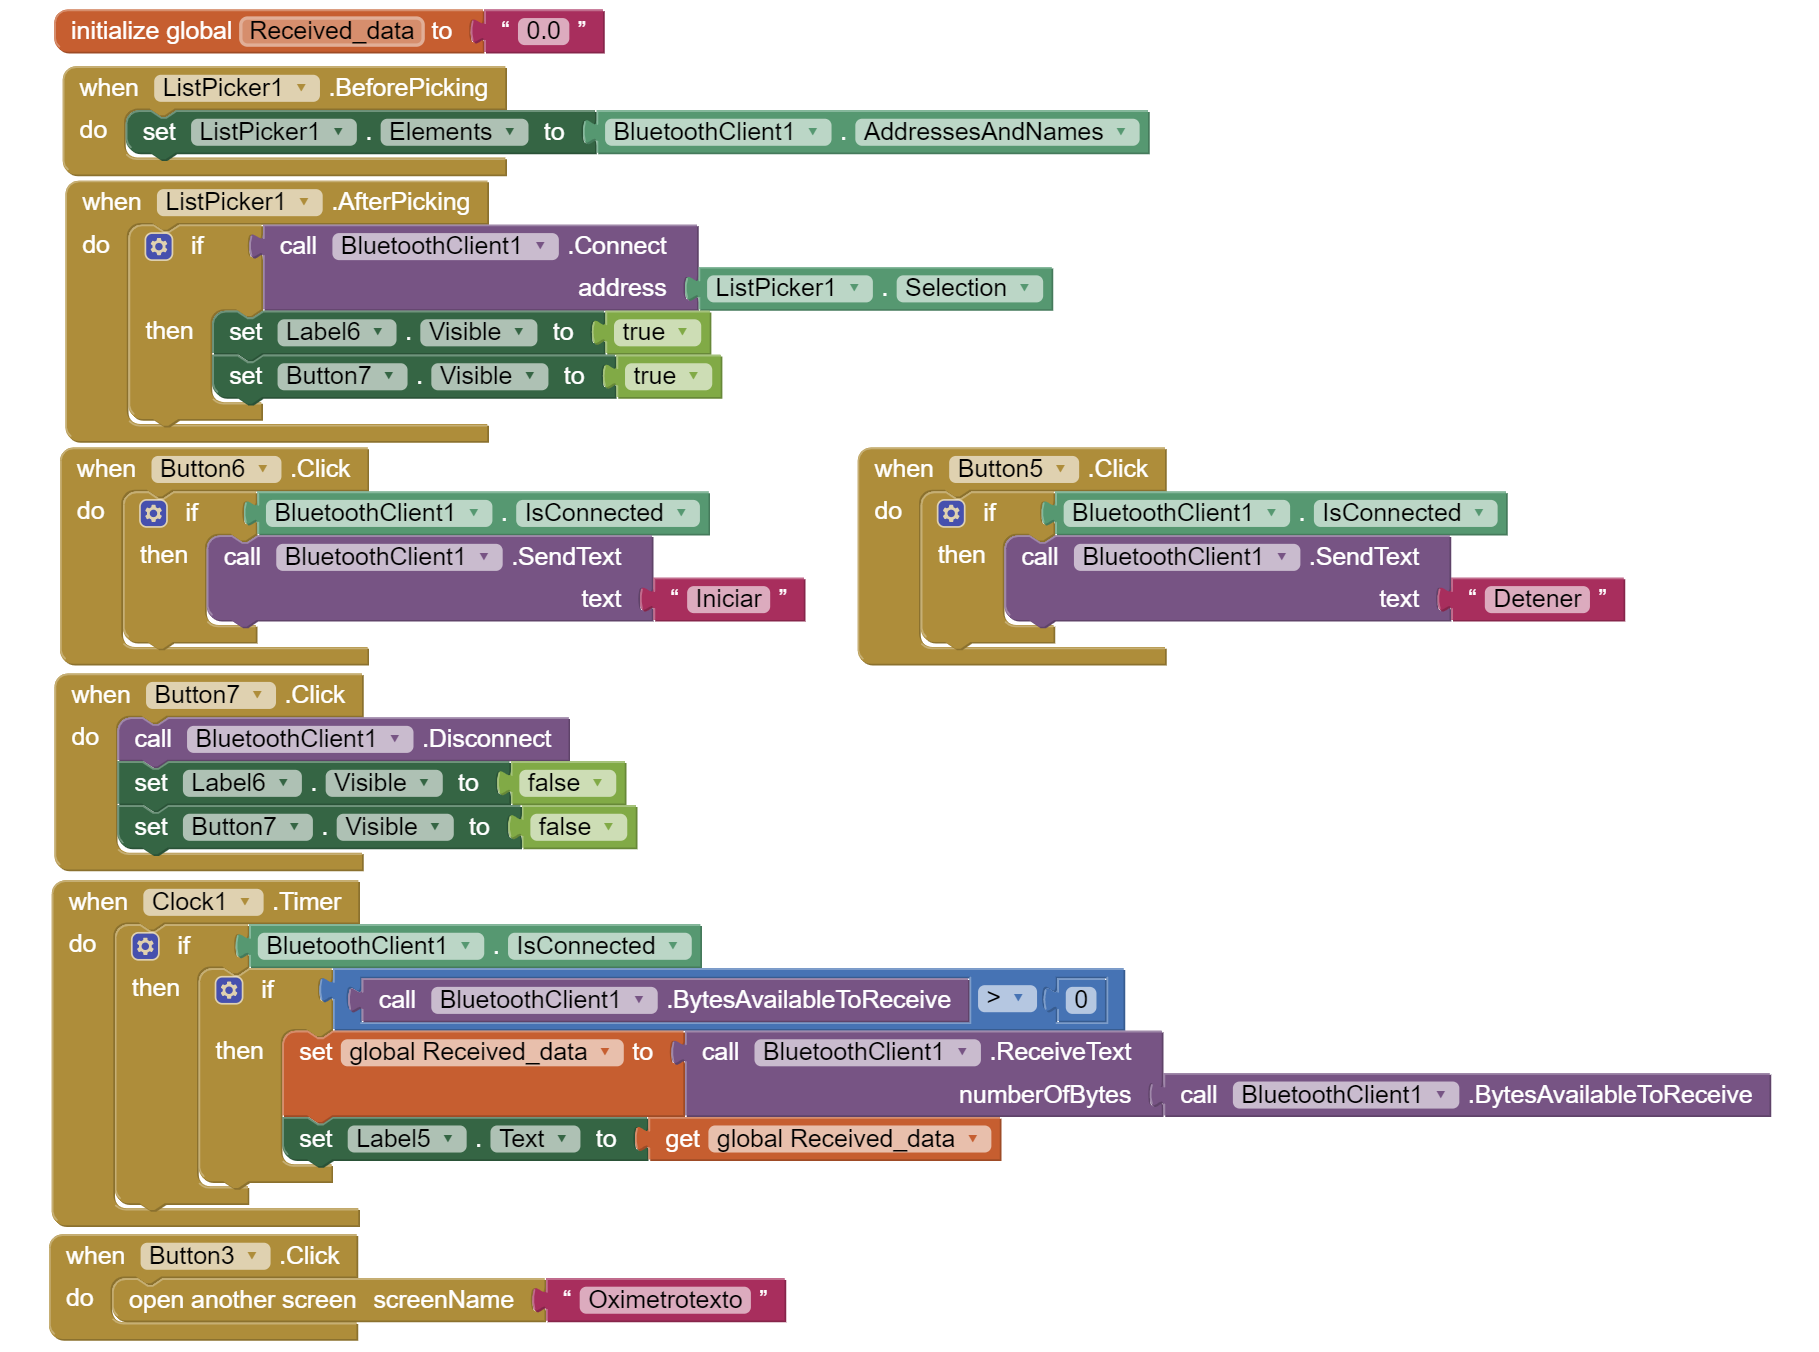 initialize global Received_data to “ 0.0 ”
when ListPicker1 .BeforePicking
do set ListPicker1 . Elements to BluetoothClient1 . AddressesAndNames
when ListPicker1 .AfterPicking
do if call BluetoothClient1 .Connect
address ListPicker1 . Selection
then set Label6 . Visible to true
set Button7 . Visible to true
when Button6 .Click
do if BluetoothClient1 . IsConnected
then call BluetoothClient1 .SendText
text “ Iniciar ”
when Button5 .Click
do if BluetoothClient1 . IsConnected
then call BluetoothClient1 .SendText
text “ Detener ”
when Button7 .Click
do call BluetoothClient1 .Disconnect
set Label6 . Visible to false
set Button7 . Visible to false
when Clock1 .Timer
do if BluetoothClient1 . IsConnected
then if call BluetoothClient1 .BytesAvailableToReceive > 0
then set global Received_data to call BluetoothClient1 .ReceiveText
numberOfBytes call BluetoothClient1 .BytesAvailableToReceive
set Label5 . Text to get global Received_data
when Button3 .Click
do open another screen screenName “ Oximetrotexto ”